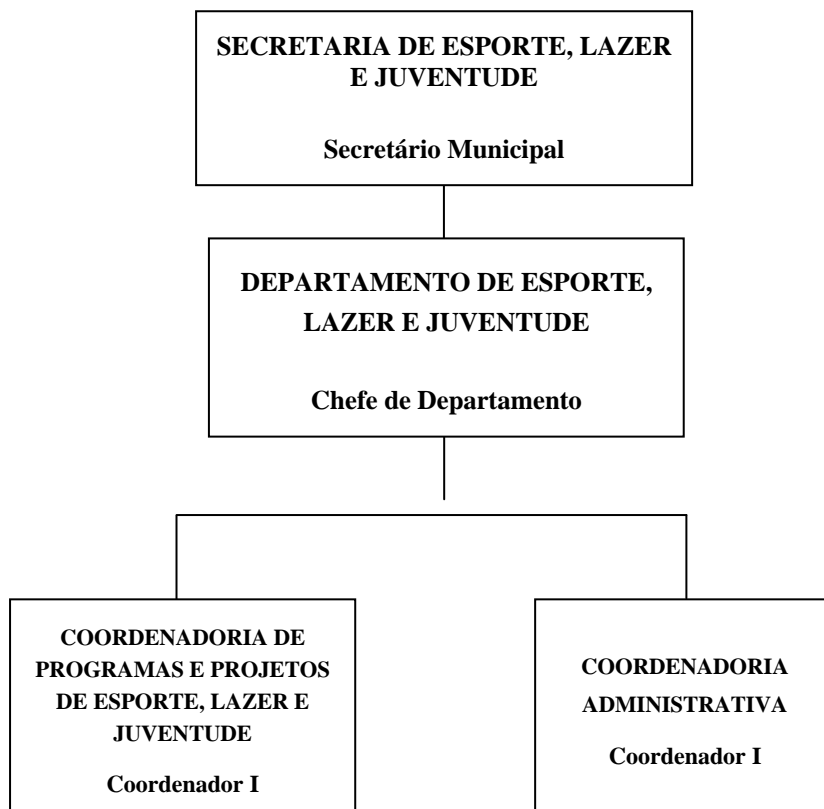 SECRETARIA DE ESPORTE, LAZER
E JUVENTUDE
Secretário Municipal
DEPARTAMENTO DE ESPORTE,
LAZER E JUVENTUDE
Chefe de Departamento
COORDENADORIA DE
PROGRAMAS E PROJETOS
DE ESPORTE, LAZER E
JUVENTUDE
Coordenador I
COORDENADORIA
ADMINISTRATIVA
Coordenador I